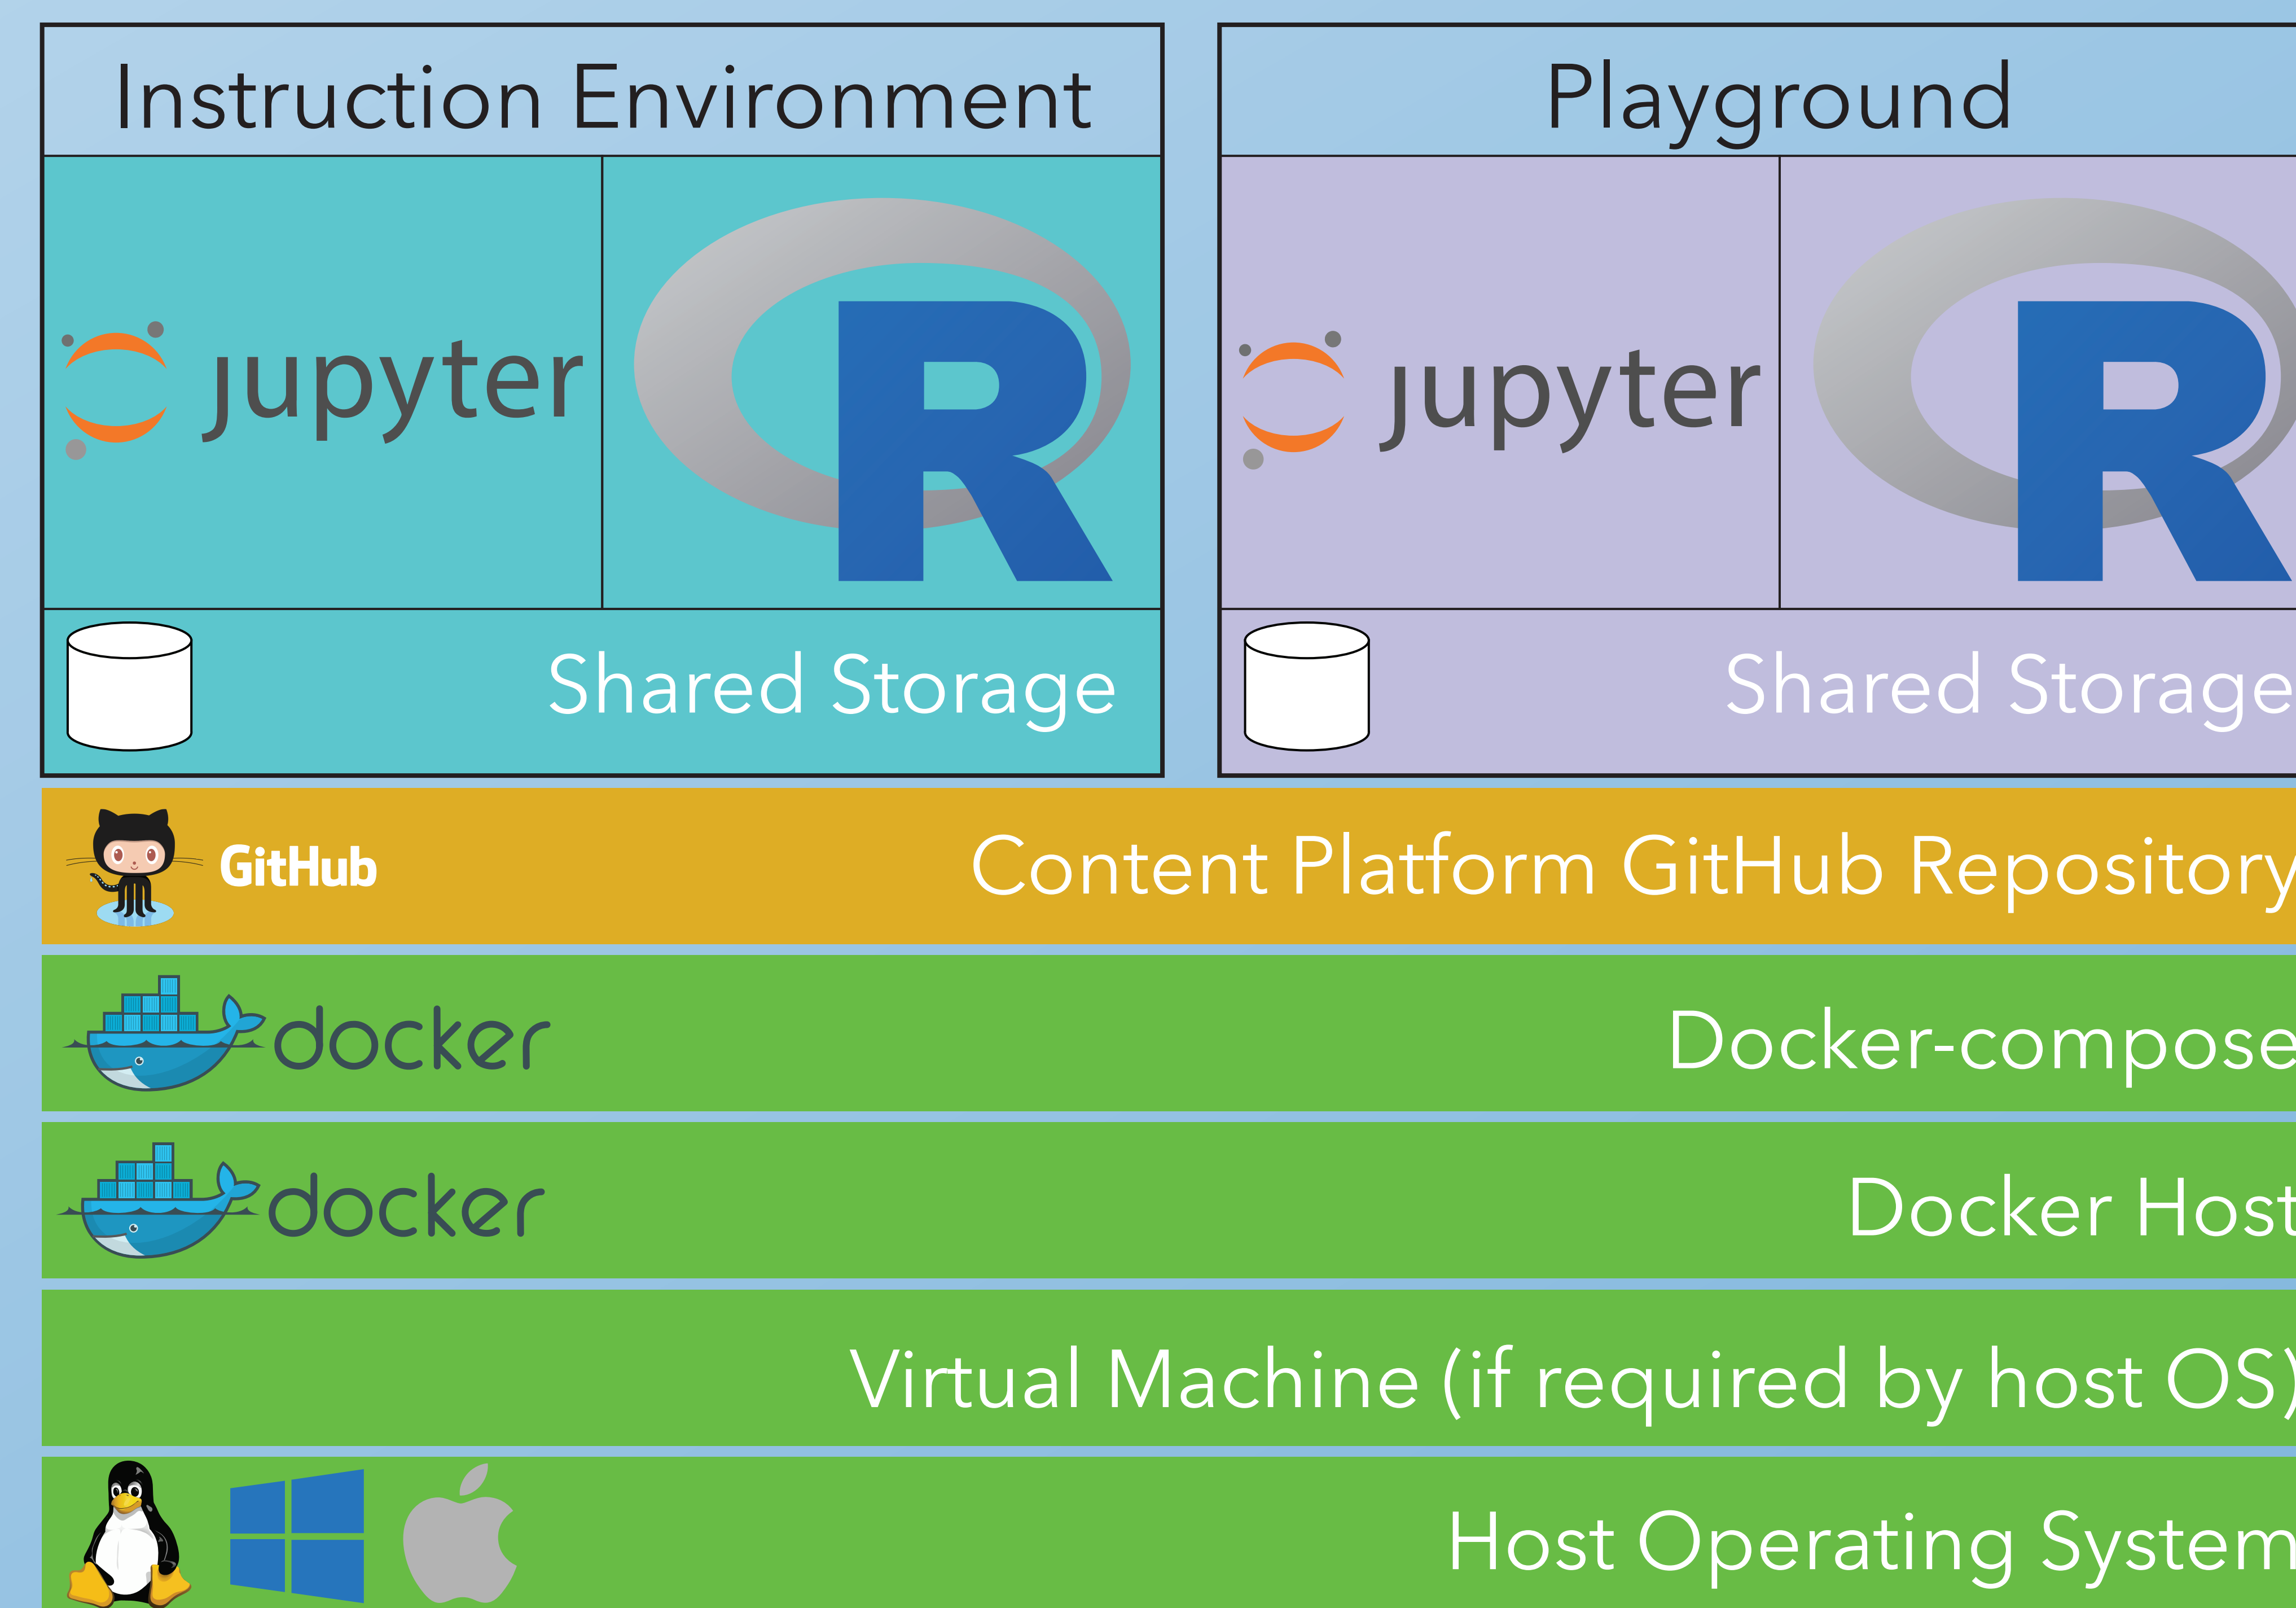 Instruction Environment
Playground
jupyter
R
jupyter
R
Shared Storage
Shared Storage
GitHub
Content Platform GitHub Repository
docker
Docker-compose
docker
Docker Host
Virtual Machine (if required by host OS)
Host Operating System